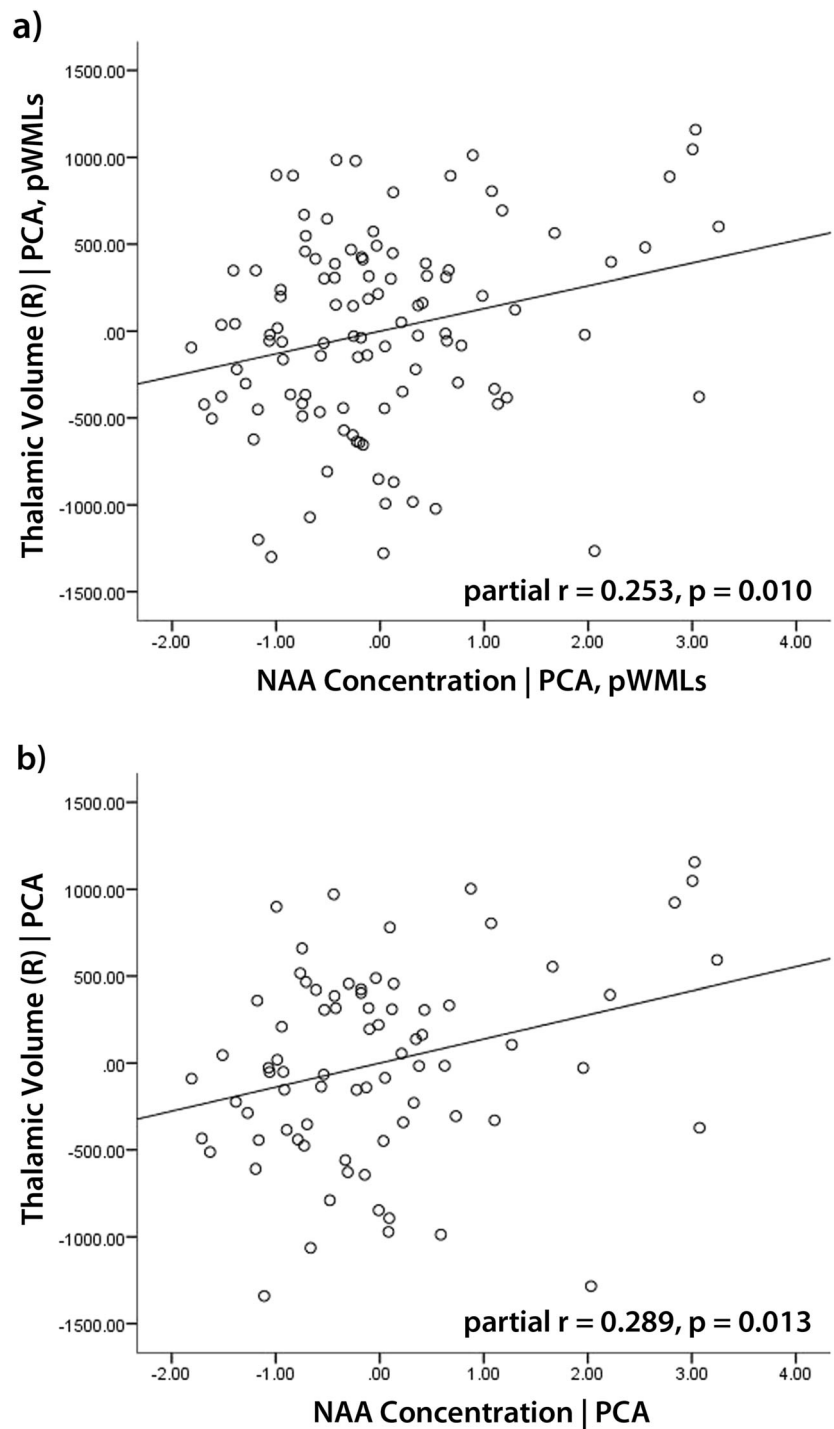 a)
Thalamic Volume (R) | PCA, pWMLs
1500.00
1000.00
500.00
.00
-500.00
-1000.00
-1500.00
partial r = 0.253, p = 0.010
-2.00 -1.00 .00 1.00 2.00 3.00 4.00
NAA Concentration | PCA, pWMLs
b)
Thalamic Volume (R) | PCA
1500.00
1000.00
500.00
.00
-500.00
-1000.00
-1500.00
partial r = 0.289, p = 0.013
-2.00 -1.00 .00 1.00 2.00 3.00 4.00
NAA Concentration | PCA